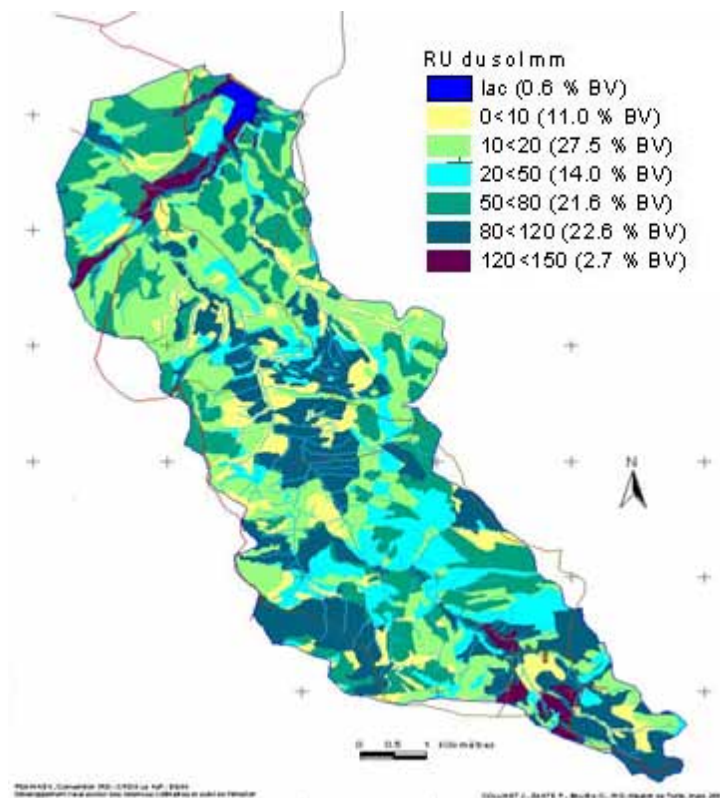 RU du sol mm
lac (0.6 % BV)
0<10 (11.0 % BV)
10<20 (27.5 % BV)
20<50 (14.0 % BV)
50<80 (21.6 % BV)
80<120 (22.6 % BV)
120<150 (2.7 % BV)
N
0 0.5 1 Kilomètres